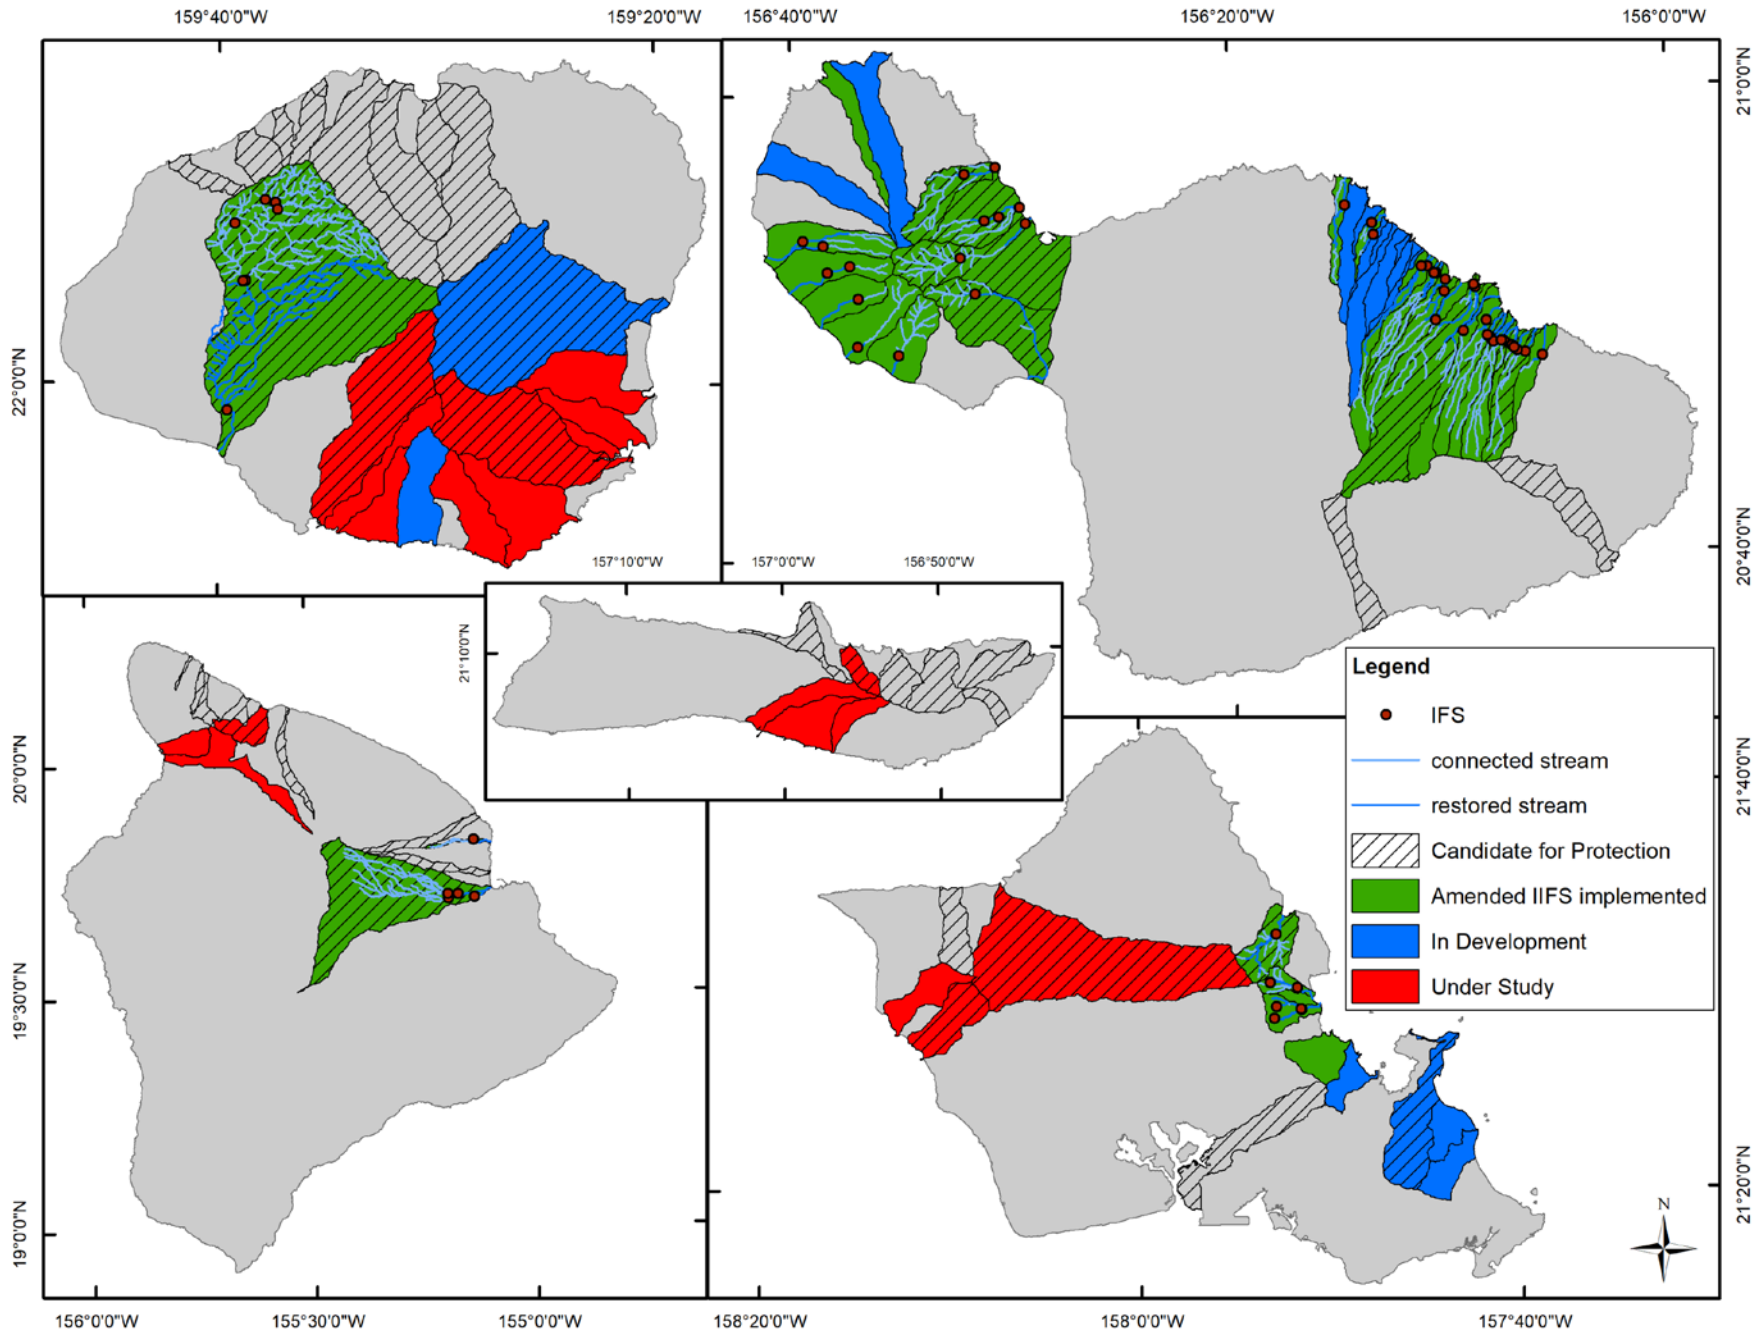 159°40'0"W
159°20'0"W
156°40'0"W
156°20'0"W
156°0'0"W
21°0'0"N
22°0'0"N
20°40'0"N
157°10'0"W
157°0'0"W
156°50'0"W
21°10'0"N
Legend
IFS
connected stream
restored stream
Candidate for Protection
Amended IIFS implemented
In Development
Under Study
20°0'0"N
21°40'0"N
19°30'0"N
21°20'0"N
19°0'0"N
N
156°0'0"W
155°30'0"W
155°0'0"W
158°20'0"W
158°0'0"W
157°40'0"W